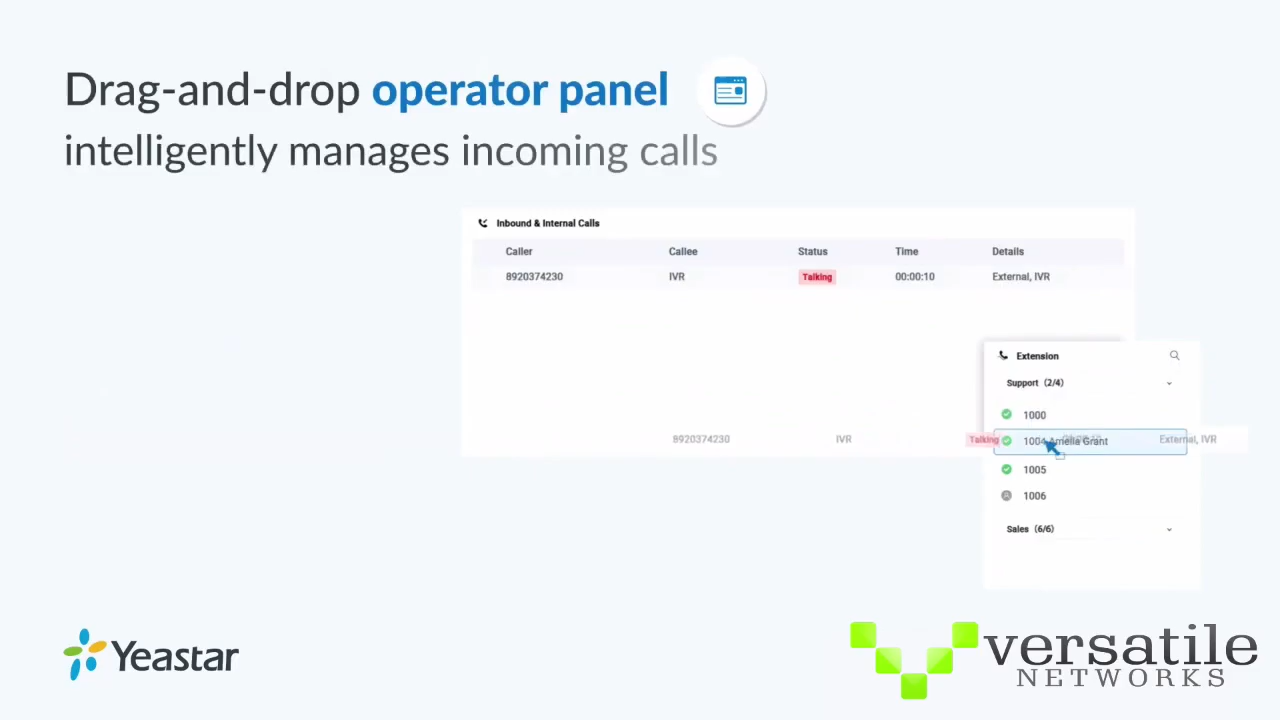 Drag-and-drop operator panel
intelligently manages incoming calls
Inbound & Internal Calls
Caller Callee Status Time Details
8920374230 IVR Talking 00:00:10 External, IVR
Extension
Support (2/4)
1000
8920374230 IVR Talking 1004 Amelia Grant External, IVR
1005
1006
Sales (6/6)
Yeastar
versatile
NETWORKS